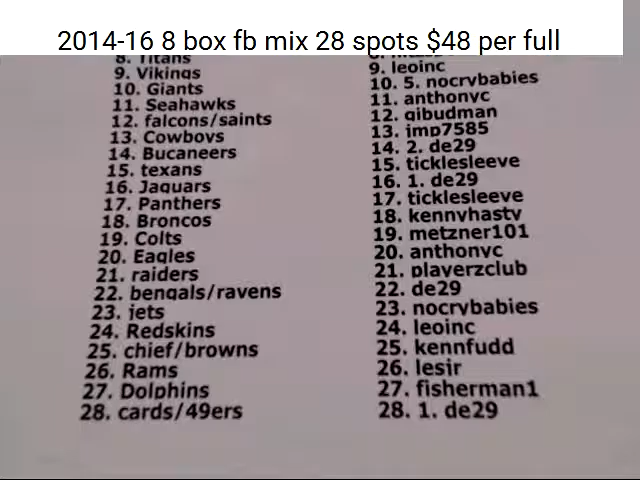 2014-16 8 box fb mix 28 spots $48 per full
8. Titans
9. Vikings
10. Giants
11. Seahawks
12. falcons/saints
13. Cowboys
14. Bucaneers
15. texans
16. Jaguars
17. Panthers
18. Broncos
19. Colts
20. Eagles
21. raiders
22. bengals/ravens
23. jets
24. Redskins
25. chief/browns
26. Rams
27. Dolphins
28. cards/49ers
9. leoinc
10. 5. nocrybabies
11. anthonyc
12. gibudman
13. jmp7585
14. 2. de29
15. ticklesleeve
16. 1. de29
17. ticklesleeve
18. kennyhasty
19. metzner101
20. anthonyc
21. playerzclub
22. de29
23. nocrybabies
24. leoinc
25. kennfudd
26. lesir
27. fisherman1
28. 1. de29